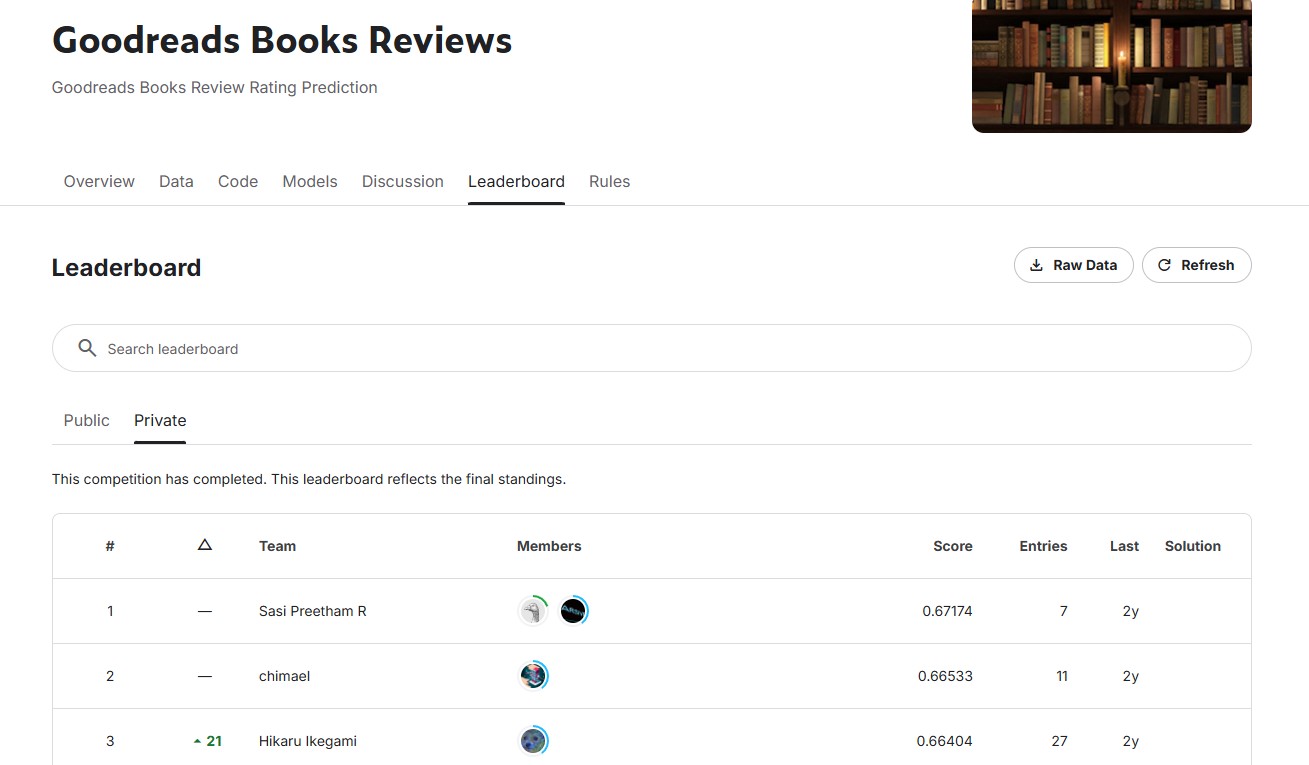 Goodreads Books Reviews
Goodreads Books Review Rating Prediction
Overview Data Code Models Discussion Leaderboard Rules
Leaderboard
Raw Data Refresh
Search leaderboard
Public Private
This competition has completed. This leaderboard reflects the final standings.
# △ Team Members Score Entries Last Solution
1 — Sasi Preetham R 0.67174 7 2y
2 — chimael 0.66533 11 2y
3 21 Hikaru Ikegami 0.66404 27 2y